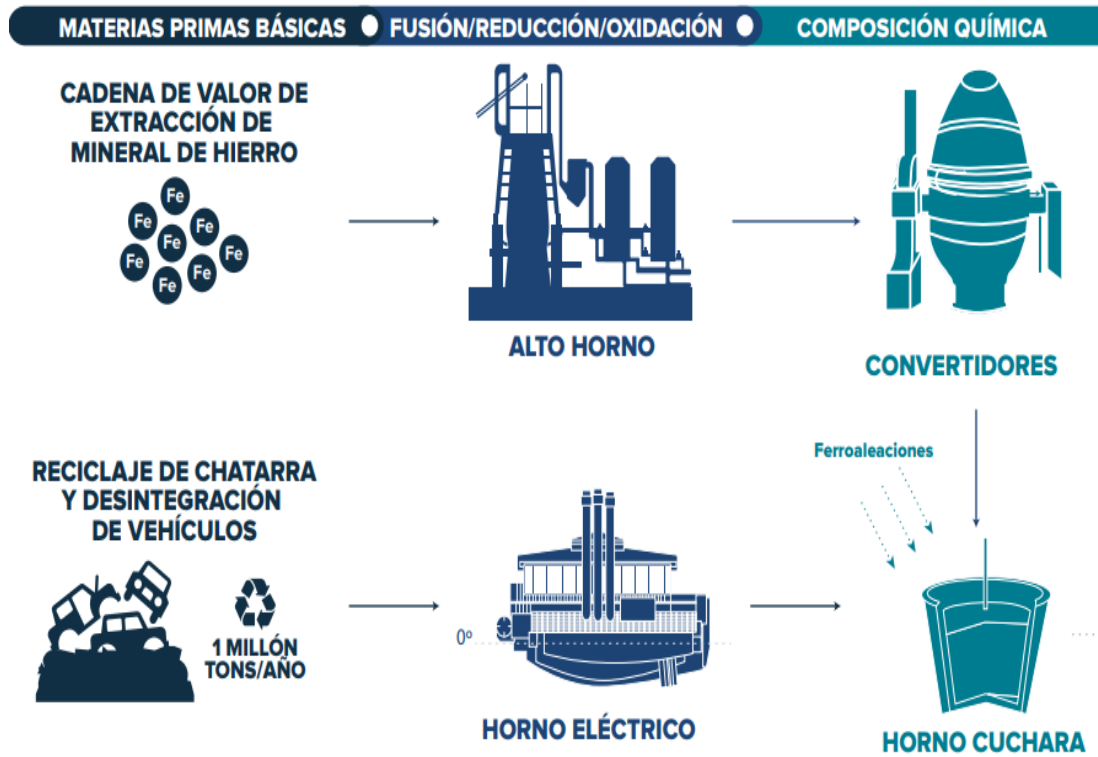 MATERIAS PRIMAS BÁSICAS
FUSIÓN/REDUCCIÓN/OXIDACIÓN
COMPOSICIÓN QUÍMICA
CADENA DE VALOR DE
EXTRACCIÓN DE
MINERAL DE HIERRO
Fe
Fe
Fe
Fe
Fe
Fe
Fe
Fe
ALTO HORNO
CONVERTIDORES
RECICLAJE DE CHATARRA
Y DESINTEGRACIÓN
DE VEHÍCULOS
1 MILLÓN
TONS/AÑO
0º
HORNO ELÉCTRICO
Ferroaleaciones
HORNO CUCHARA